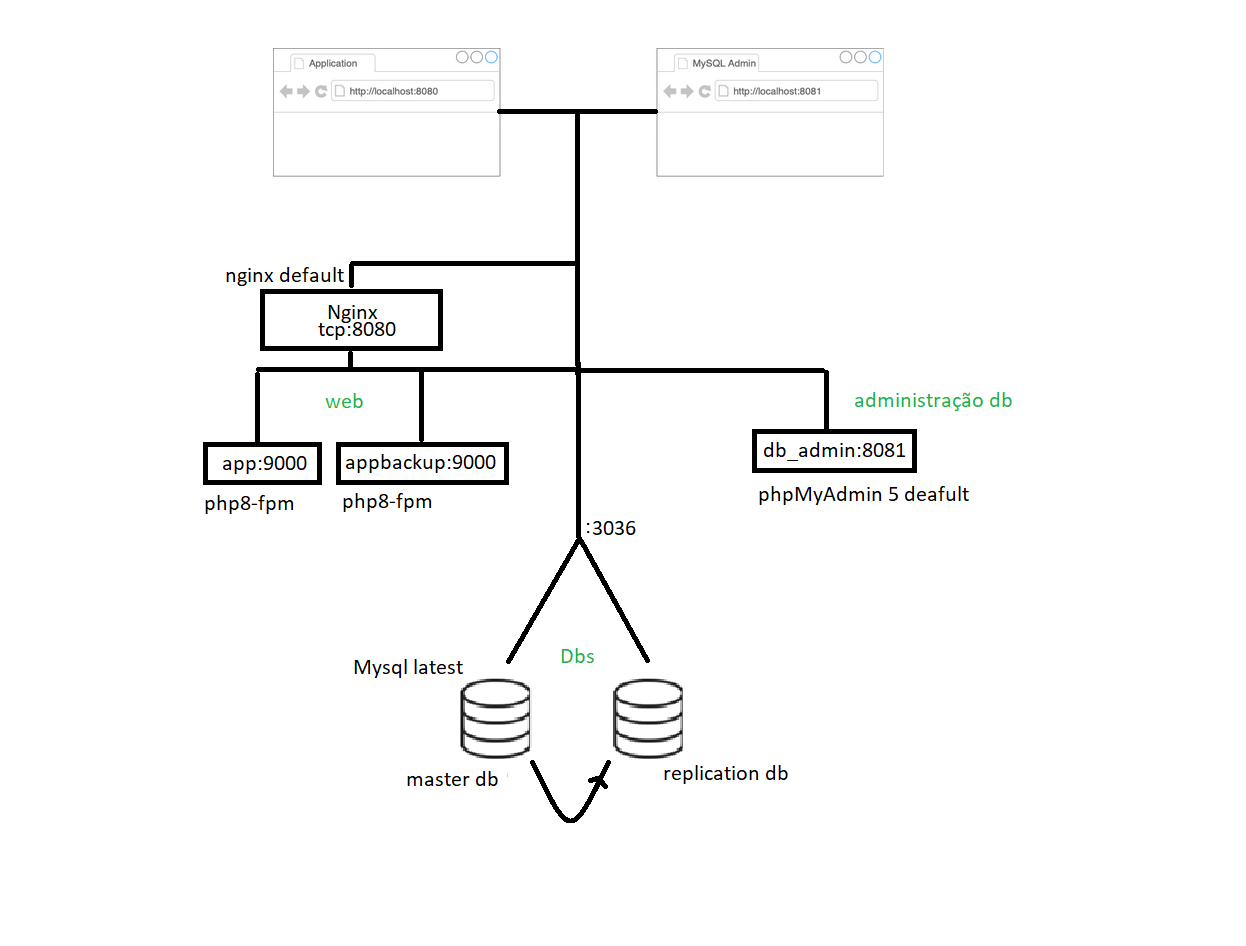 Application
http://localhost:8080
MySQL Admin
http://localhost:8081
nginx default
Nginx
tcp:8080
web
administração db
app:9000
appbackup:9000
db_admin:8081
php8-fpm
php8-fpm
phpMyAdmin 5 deafult
:3036
Mysql latest
Dbs
master db
replication db